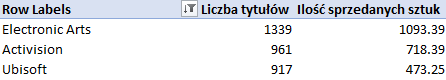 Row Labels Liczba tytułów Ilość sprzedanych sztuk
Electronic Arts 1339 1093.39
Activision 961 718.39
Ubisoft 917 473.25